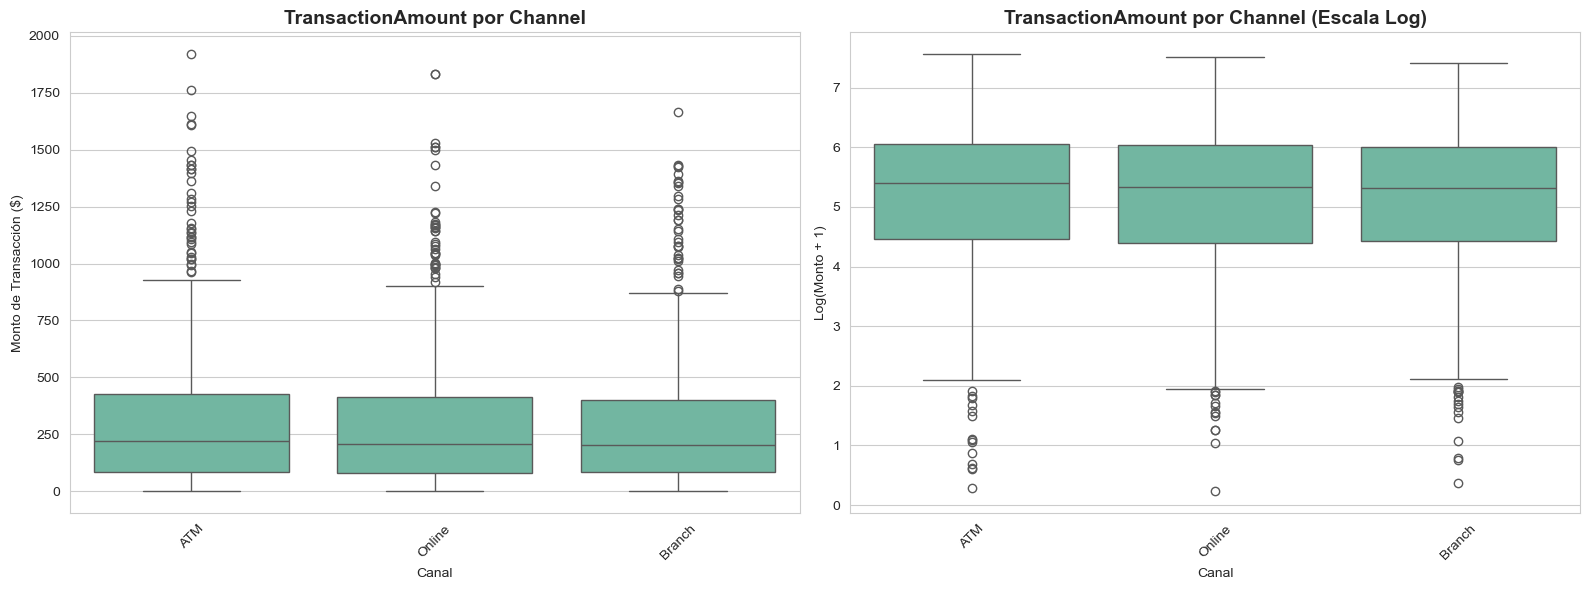 TransactionAmount por Channel
Monto de Transacción ($)
2000
1750
1500
1250
1000
750
500
250
0
ATM
Online
Branch
Canal
TransactionAmount por Channel (Escala Log)
Log(Monto + 1)
7
6
5
4
3
2
1
0
ATM
Online
Branch
Canal